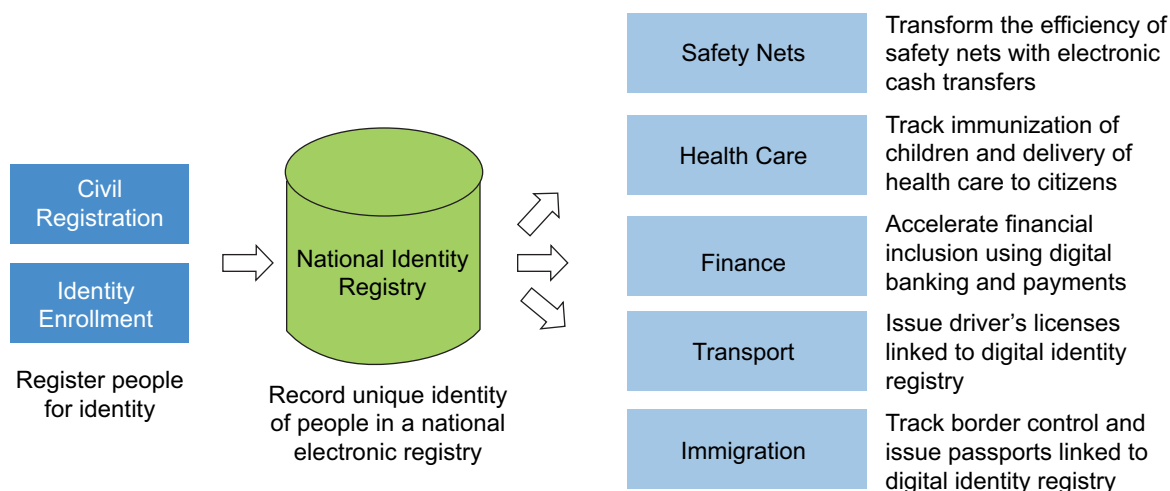 Civil
Registration
Identity
Enrollment
Register people
for identity
National Identity
Registry
Record unique identity
of people in a national
electronic registry
Safety Nets
Transform the efficiency of
safety nets with electronic
cash transfers
Health Care
Track immunization of
children and delivery of
health care to citizens
Finance
Accelerate financial
inclusion using digital
banking and payments
Transport
Issue driver’s licenses
linked to digital identity
registry
Immigration
Track border control and
issue passports linked to
digital identity registry